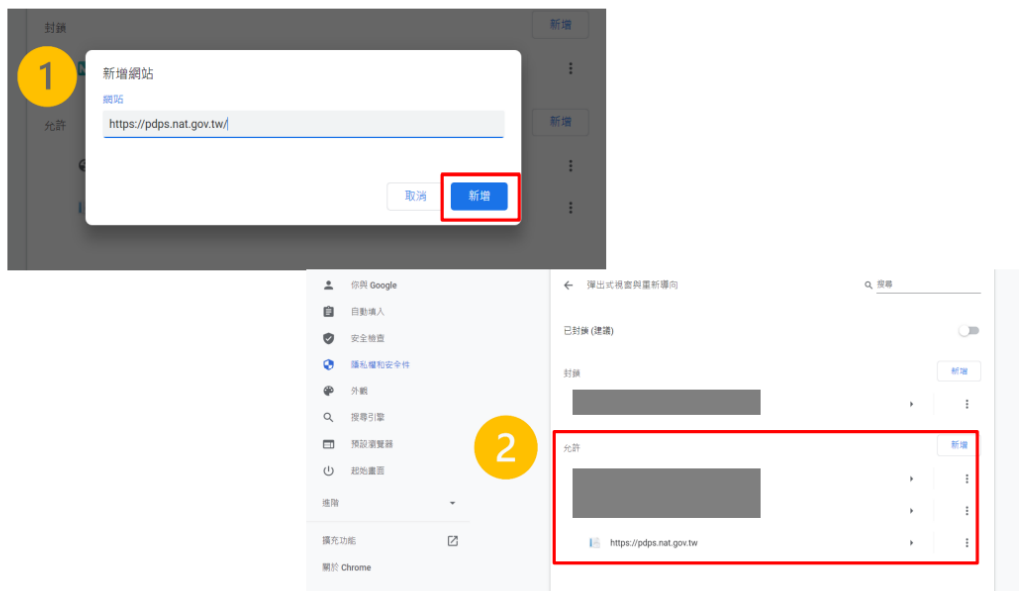 封鎖
新增
1
新增網站
網站
https://pdps.nat.gov.tw/
允許
新增
取消
新增
你與 Google
自動填入
安全檢查
隱私權和安全性
外觀
搜尋引擎
預設瀏覽器
起始畫面
進階
擴充功能
關於 Chrome
彈出式視窗與重新導向
搜尋
已封鎖 (建議)
封鎖
新增
2
允許
新增
https://pdps.nat.gov.tw